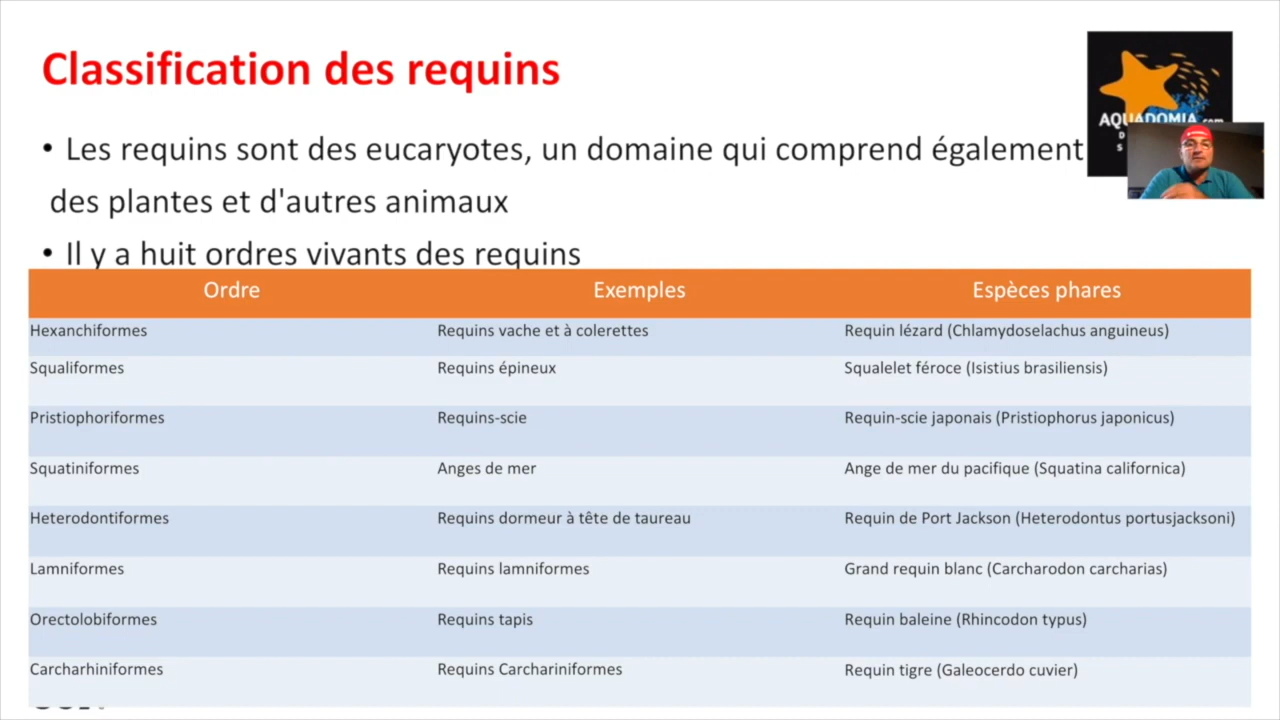 Classification des requins
• Les requins sont des eucaryotes, un domaine qui comprend également
des plantes et d'autres animaux
• Il y a huit ordres vivants des requins
AQUADOMIA.com
Ordre Exemples Espèces phares
Hexanchiformes Requins vache et à colerettes Requin lézard (Chlamydoselachus anguineus)
Squaliformes Requins épineux Squalelet féroce (Isistius brasiliensis)
Pristiophoriformes Requins-scie Requin-scie japonais (Pristiophorus japonicus)
Squatiniformes Anges de mer Ange de mer du pacifique (Squatina californica)
Heterodontiformes Requins dormeur à tête de taureau Requin de Port Jackson (Heterodontus portusjacksoni)
Lamniformes Requins lamniformes Grand requin blanc (Carcharodon carcharias)
Orectolobiformes Requins tapis Requin baleine (Rhincodon typus)
Carcharhiniformes Requins Carchariniformes Requin tigre (Galeocerdo cuvier)